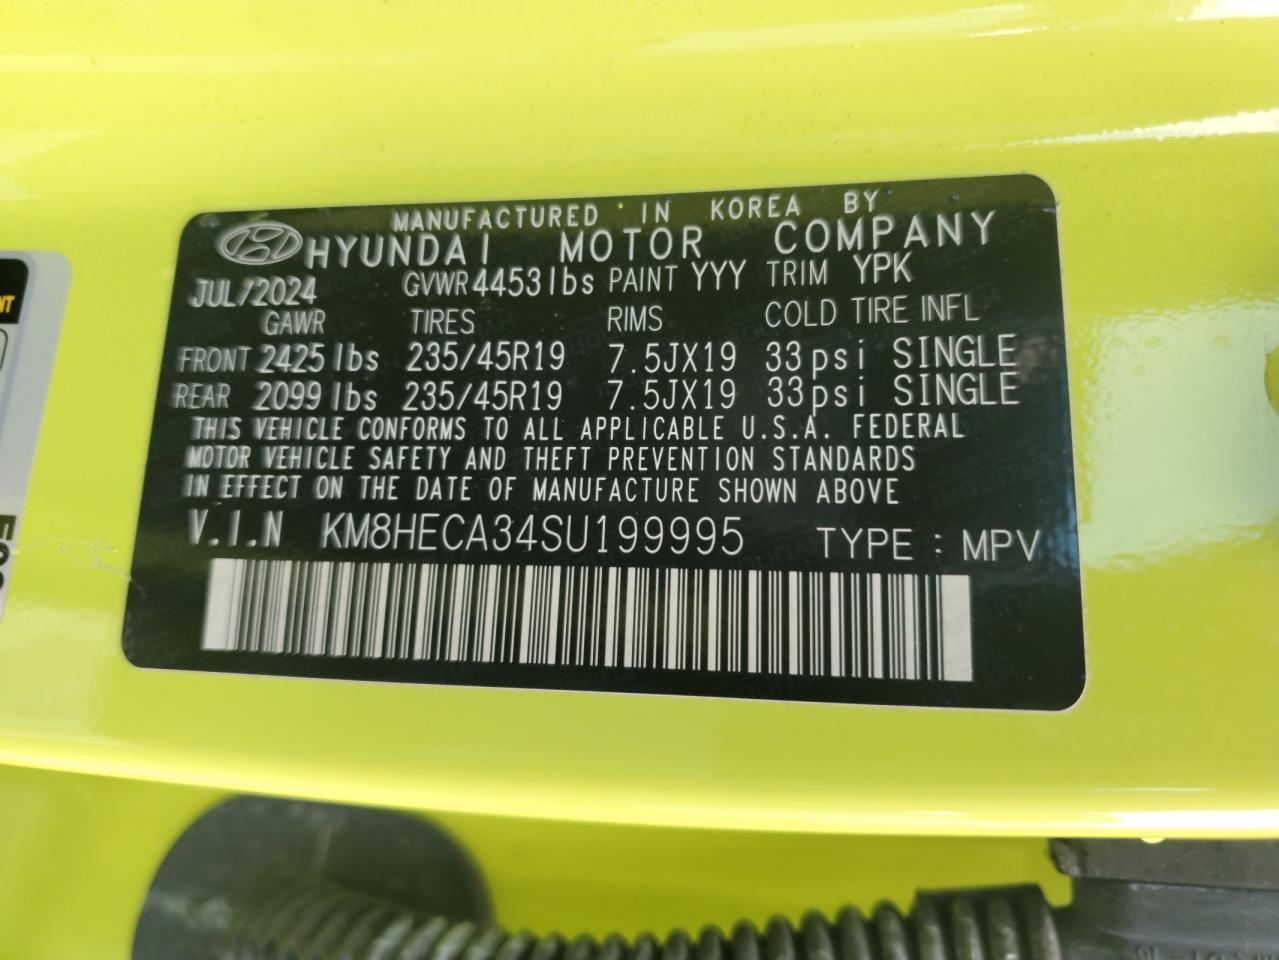 MANUFACTURED IN KOREA BY
HYUNDAI MOTOR COMPANY
JUL/2024 GVWR 4453lbs PAINT YYY TRIM YPK
GAWR TIRES RIMS COLD TIRE INFL
FRONT 2425 lbs 235/45R19 7.5JX19 33psi SINGLE
REAR 2099 lbs 235/45R19 7.5JX19 33psi SINGLE
THIS VEHICLE CONFORMS TO ALL APPLICABLE U.S.A. FEDERAL
MOTOR VEHICLE SAFETY AND THEFT PREVENTION STANDARDS
IN EFFECT ON THE DATE OF MANUFACTURE SHOWN ABOVE
V.I.N KM8HECA34SU199995 TYPE : MPV